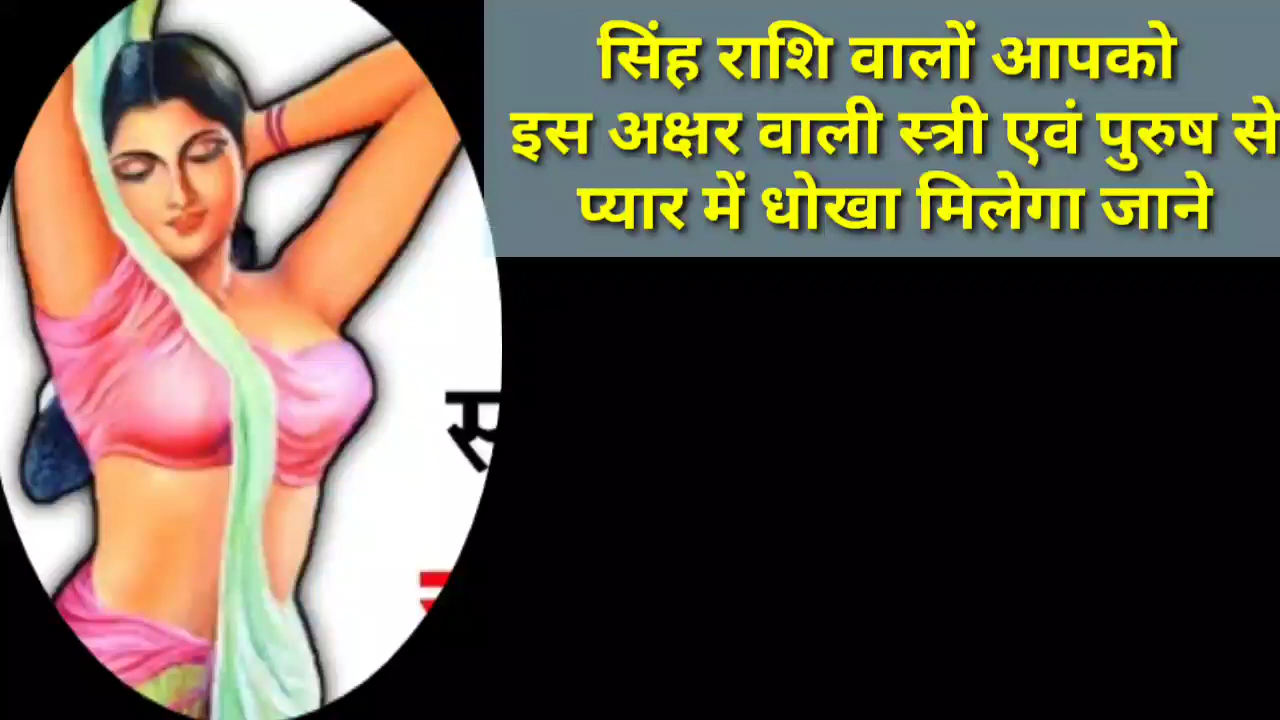 सिंह राशि वालों आपको
इस अक्षर वाली स्त्री एवं पुरुष से
प्यार में धोखा मिलेगा जाने